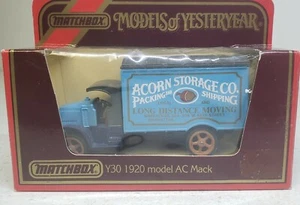 MATCHBOX
MODELS OF YESTERYEAR
ACORN STORAGE CO.
PACKING SHIPPING
LONG DISTANCE MOVING
MATCHBOX
Y30 1920 model AC Mack